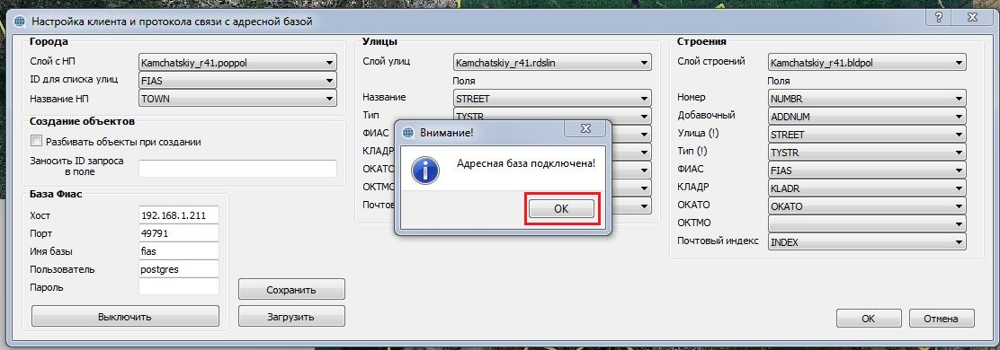 Настройка клиента и протокола связи с адресной базой
Города
Слой с НП Kamchatskiy_r41.poppol
ID для списка улиц FIAS
Название НП TOWN
Создание объектов
Разбивать объекты при создании
Заносить ID запроса
в поле
База Фиас
Хост 192.168.1.211
Порт 49791
Имя базы fias
Пользователь postgres
Пароль
Выключить
Сохранить
Загрузить
Улицы
Слой улиц Kamchatskiy_r41.rdslin
Поля
Название STREET
Тип TYSTR
ФИАС
КЛАДР
ОКАТО
ОКТМО
Почтов
Внимание!
Адресная база подключена!
OK
Строения
Слой строений Kamchatskiy_r41.bldpol
Поля
Номер NUMBR
Добавочный ADDNUM
Улица (!) STREET
Тип (!) TYSTR
ФИАС FIAS
КЛАДР KLADR
ОКАТО OKATO
ОКТМО
Почтовый индекс INDEX
OK
Отмена